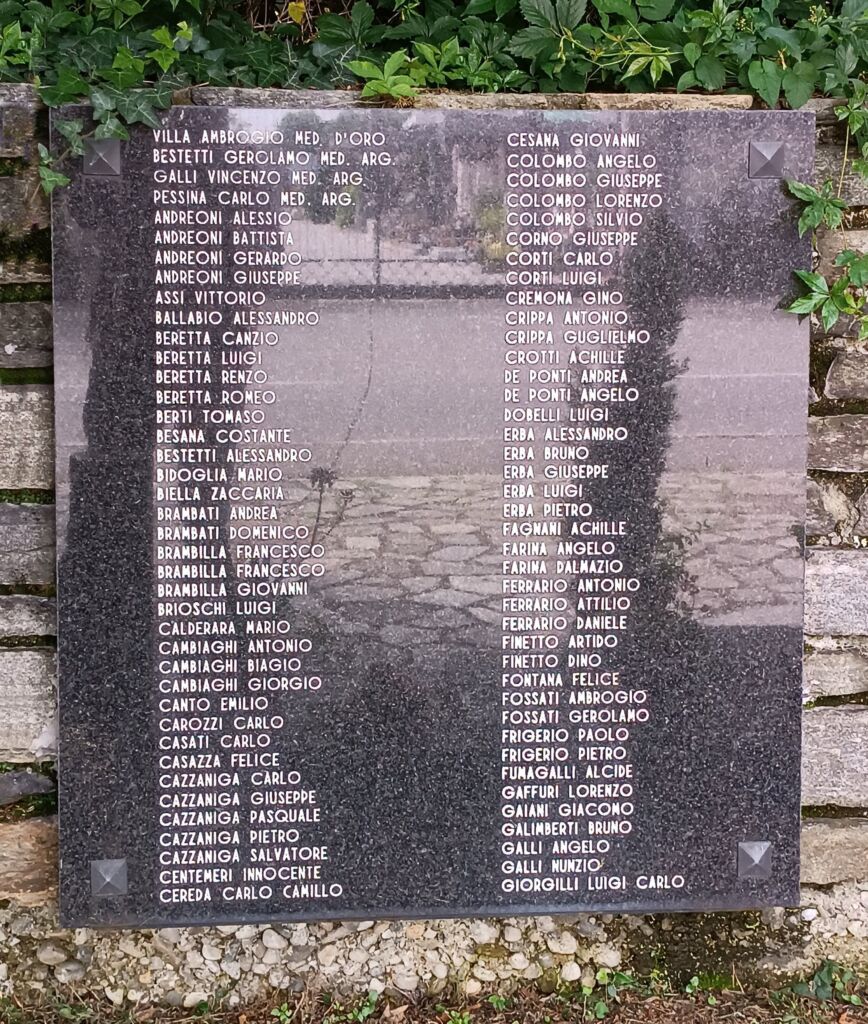 VILLA AMBROGIO MED. D'ORO
BESTETTI GEROLAMO MED. ARG.
GALLI VINCENZO MED. ARG.
PESSINA CARLO MED. ARG.
ANDREONI ALESSIO
ANDREONI BATTISTA
ANDREONI GERARDO
ANDREONI GIUSEPPE
ASSI VITTORIO
BALLABIO ALESSANDRO
BERETTA CANZIO
BERETTA LUIGI
BERETTA RENZO
BERETTA ROMEO
BERTI TOMASO
BESANA COSTANTE
BESTETTI ALESSANDRO
BIDOGLIA MARIO
BIELLA ZACCARIA
BRAMBATI ANDREA
BRAMBATI DOMENICO
BRAMBILLA FRANCESCO
BRAMBILLA FRANCESCO
BRAMBILLA GIOVANNI
BRIOSCHI LUIGI
CALDERARA MARIO
CAMBIAGHI ANTONIO
CAMBIAGHI BIAGIO
CAMBIAGHI GIORGIO
CANTO EMILIO
CAROZZI CARLO
CASATI CARLO
CASAZZA FELICE
CAZZANIGA CARLO
CAZZANIGA GIUSEPPE
CAZZANIGA PASQUALE
CAZZANIGA PIETRO
CAZZANIGA SALVATORE
CENTEMERI INNOCENTE
CEREDA CARLO CAMILLO
CESANA GIOVANNI
COLOMBO ANGELO
COLOMBO GIUSEPPE
COLOMBO LORENZO
COLOMBO SILVIO
CORNO GIUSEPPE
CORTI CARLO
CORTI LUIGI
CREMONA GINO
CRIPPA ANTONIO
CRIPPA GUGLIELMO
CROTTI ACHILLE
DE PONTI ANDREA
DE PONTI ANGELO
DOBELLI LUIGI
ERBA ALESSANDRO
ERBA BRUNO
ERBA GIUSEPPE
ERBA LUIGI
ERBA PIETRO
FAGNANI ACHILLE
FARINA ANGELO
FARINA DALMAZIO
FERRARIO ANTONIO
FERRARIO ATTILIO
FERRARIO DANIELE
FINETTO ARTIDO
FINETTO DINO
FONTANA FELICE
FOSSATI AMBROGIO
FOSSATI GEROLAMO
FRIGERIO PAOLO
FRIGERIO PIETRO
FUMAGALLI ALCIDE
GAFFURI LORENZO
GAIANI GIACOMO
GALIMBERTI BRUNO
GALLI ANGELO
GALLI NUNZIO
GIORGILLI LUIGI CARLO